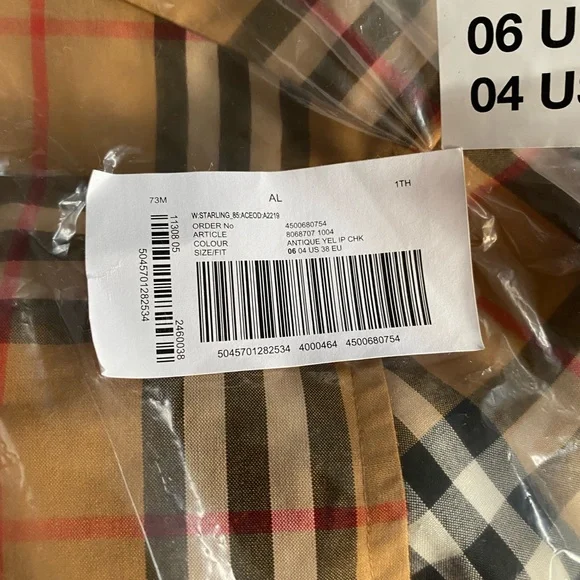 06 U
04 US
73M
AL
1TH
W:STARLING_85:ACEOD:A2219
ORDER No 4500680754
ARTICLE 8068707 1004
COLOUR ANTIQUE YEL IP CHK
SIZE/FIT 06 04 US 38 EU
11308 05
5045701282534
2460038
5045701282534 4000464 4500680754